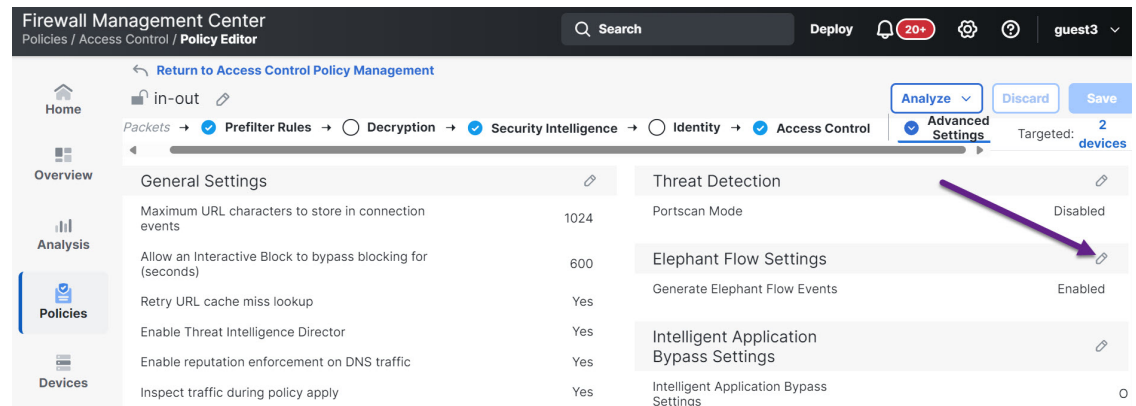 Firewall Management Center
Policies / Access Control / Policy Editor
Search
Deploy
20+
guest3
Return to Access Control Policy Management
in-out
Analyze
Discard
Save
Packets → Prefilter Rules → Decryption → Security Intelligence → Identity → Access Control
Advanced
Settings
Targeted:
2
devices
Home
Overview
Analysis
Policies
Devices
General Settings
Maximum URL characters to store in connection
events
1024
Allow an Interactive Block to bypass blocking for
(seconds)
600
Retry URL cache miss lookup
Yes
Enable Threat Intelligence Director
Yes
Enable reputation enforcement on DNS traffic
Yes
Inspect traffic during policy apply
Yes
Threat Detection
Portscan Mode
Disabled
Elephant Flow Settings
Generate Elephant Flow Events
Enabled
Intelligent Application
Bypass Settings
Intelligent Application Bypass
Settings
O